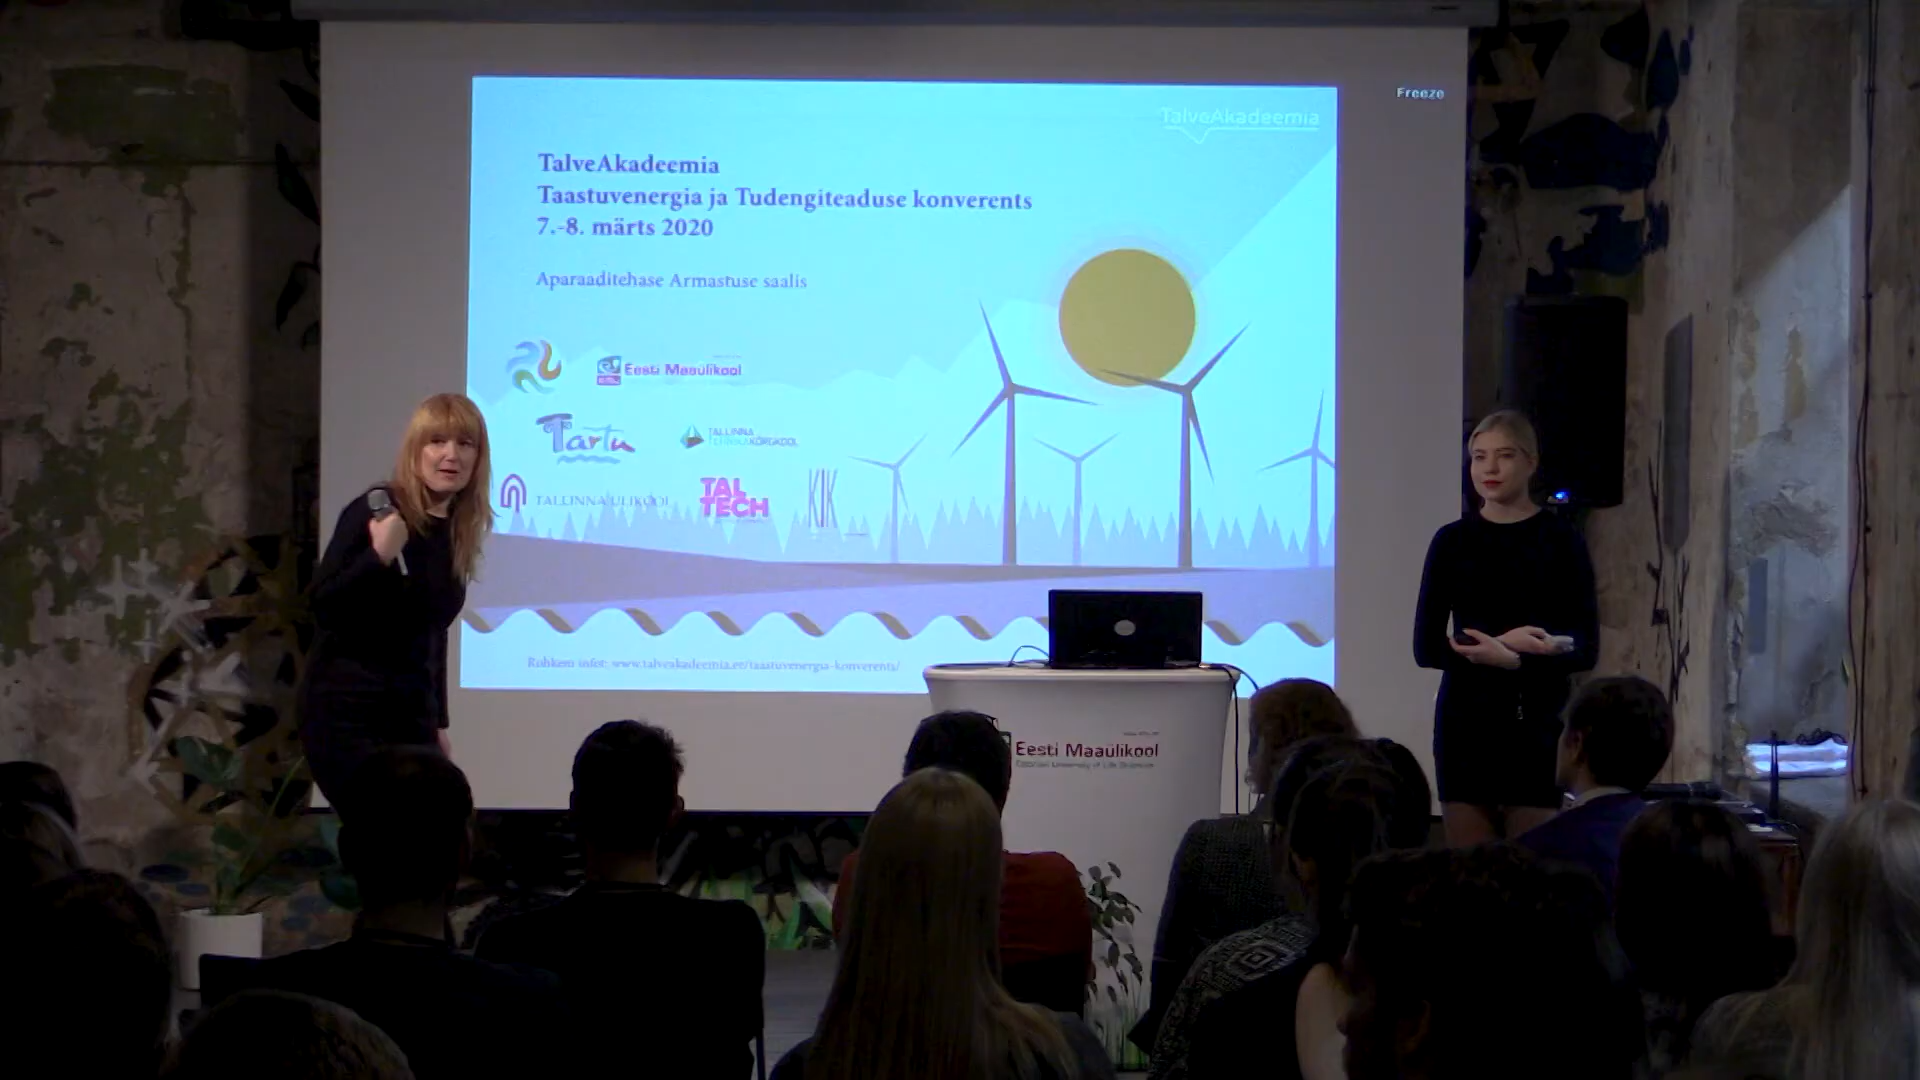 Freeze
TalveAkadeemia
TalveAkadeemia
Taastuvenergia ja Tudengiteaduse konverents
7.-8. märts 2020
Aparaaditehase Armastuse saalis
Eesti Maaülikool
Tartu
TALLINNA
TEHNIKAKÕRGKOOL
TALLINNA ÜLIKOOL
TAL
TECH
KIK
Rohkem infot: www.talveakadeemia.ee/taastuvenergia-konverents/
Eesti Maaülikool
Estonian University of Life Sciences